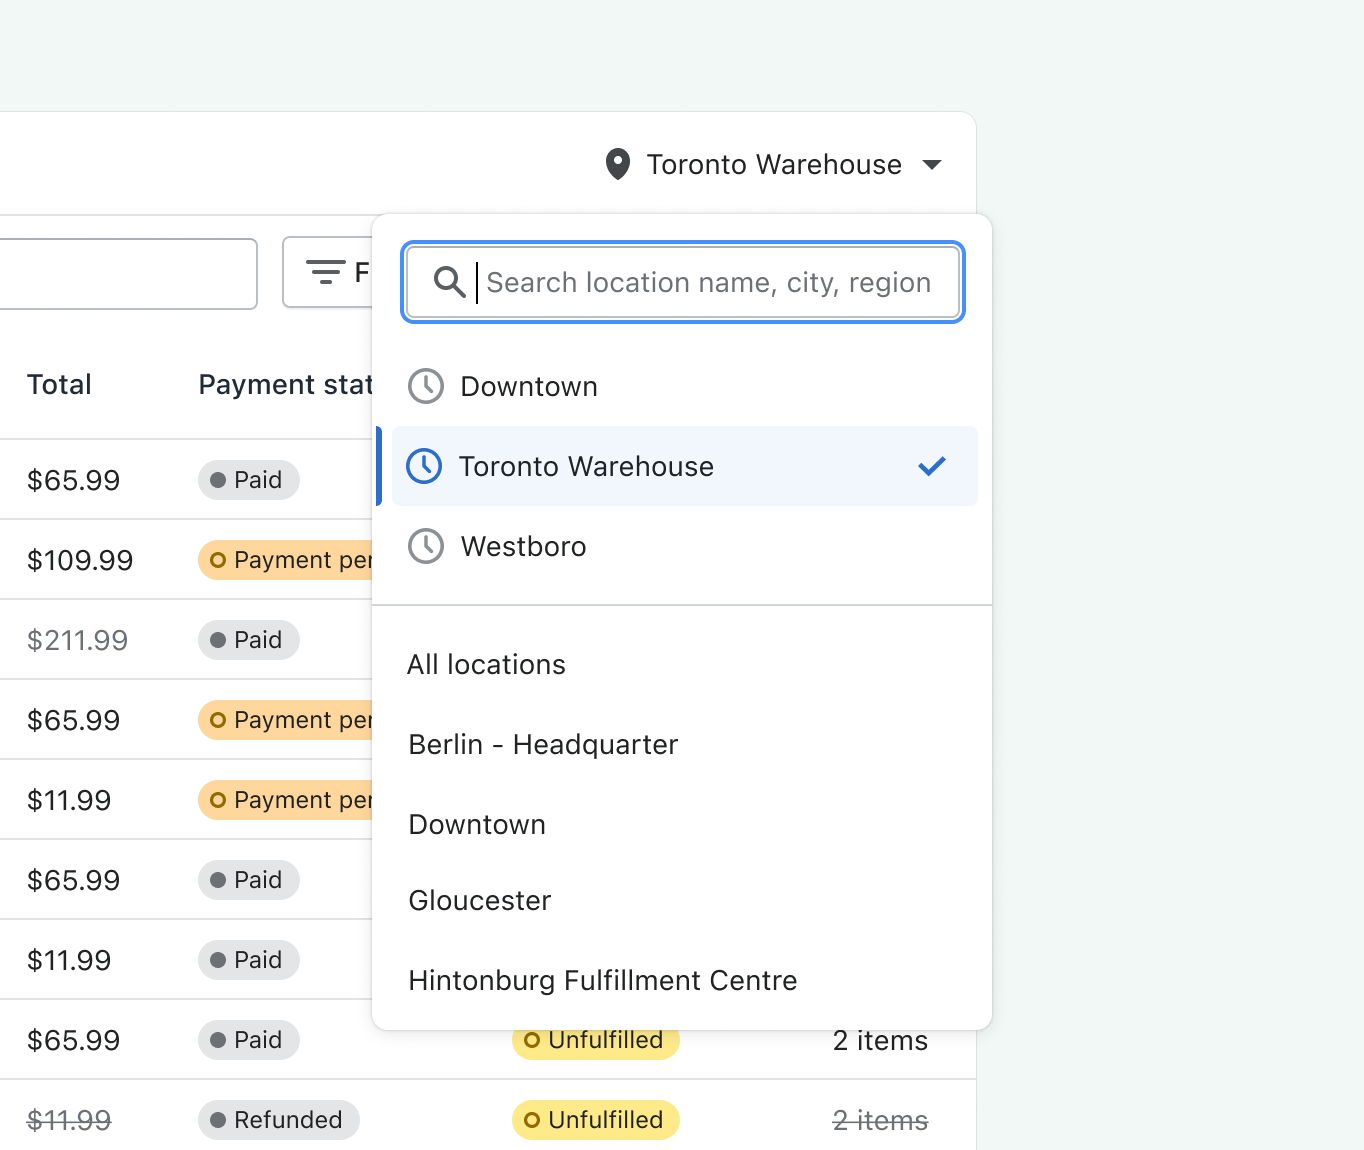 Toronto Warehouse
F
Search location name, city, region
Total Payment stat
Downtown
Toronto Warehouse
$65.99 Paid
Westboro
$109.99 Payment per
$211.99 Paid
All locations
$65.99 Payment per
Berlin - Headquarter
$11.99 Payment per
Downtown
$65.99 Paid
Gloucester
$11.99 Paid
Hintonburg Fulfillment Centre
$65.99 Paid Unfulfilled 2 items
$11.99 Refunded Unfulfilled 2 items